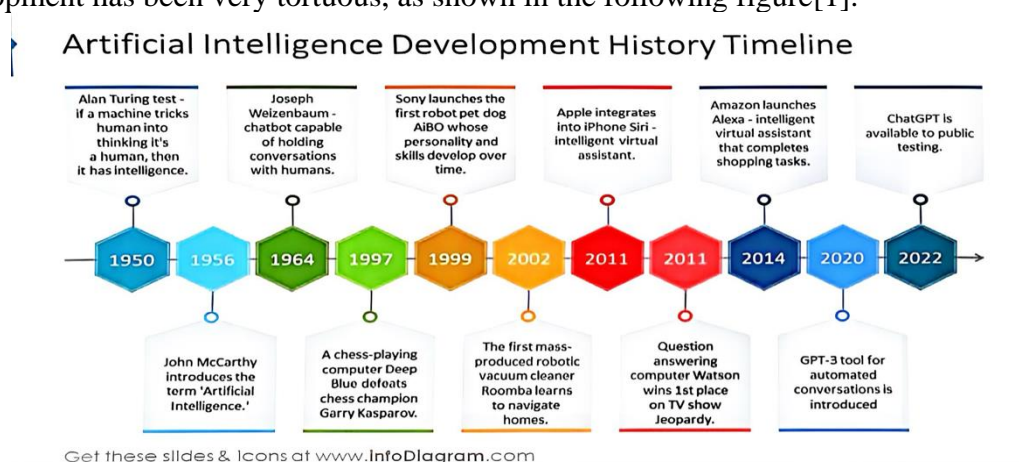 opment has been very tortuous, as shown in the following figure[1]:
Artificial Intelligence Development History Timeline
Alan Turing test -
if a machine tricks
human into
thinking it's
a human, then
it has intelligence.
Joseph
Weizenbaum -
chatbot capable
of holding
conversations
with humans.
Sony launches the
first robot pet dog
AiBO whose
personality and
skills develop over
time.
Apple integrates
into iPhone Siri -
intelligent virtual
assistant.
Amazon launches
Alexa - intelligent
virtual assistant
that completes
shopping tasks.
ChatGPT is
available to public
testing.
1950
1956
1964
1997
1999
2002
2011
2011
2014
2020
2022
John McCarthy
introduces the
term 'Artificial
Intelligence.'
A chess-playing
computer Deep
Blue defeats
chess champion
Garry Kasparov.
The first mass-
produced robotic
vacuum cleaner
Roomba learns
to navigate
homes.
Question
answering
computer Watson
wins 1st place
on TV show
Jeopardy.
GPT-3 tool for
automated
conversations is
introduced
Get these slides & Icons at www.infoDiagram.com